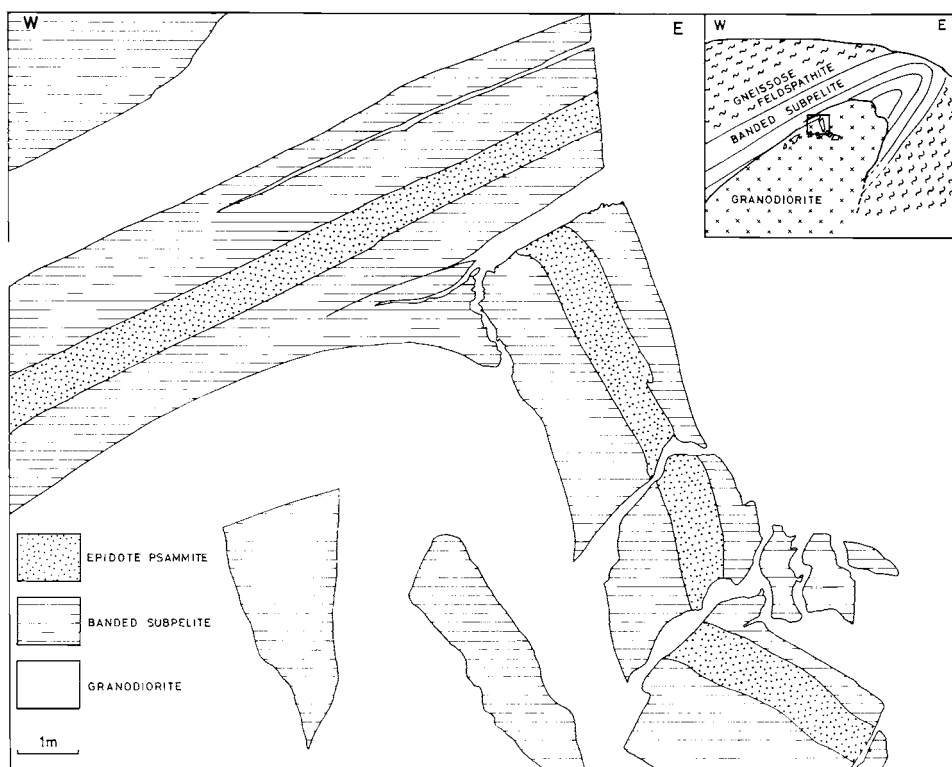 W
E
W
E
GNEISSOSE
FELDSPATHITE
BANDED SUBPELITE
GRANODIORITE
EPIDOTE PSAMMITE
BANDED SUBPELITE
GRANODIORITE
1m